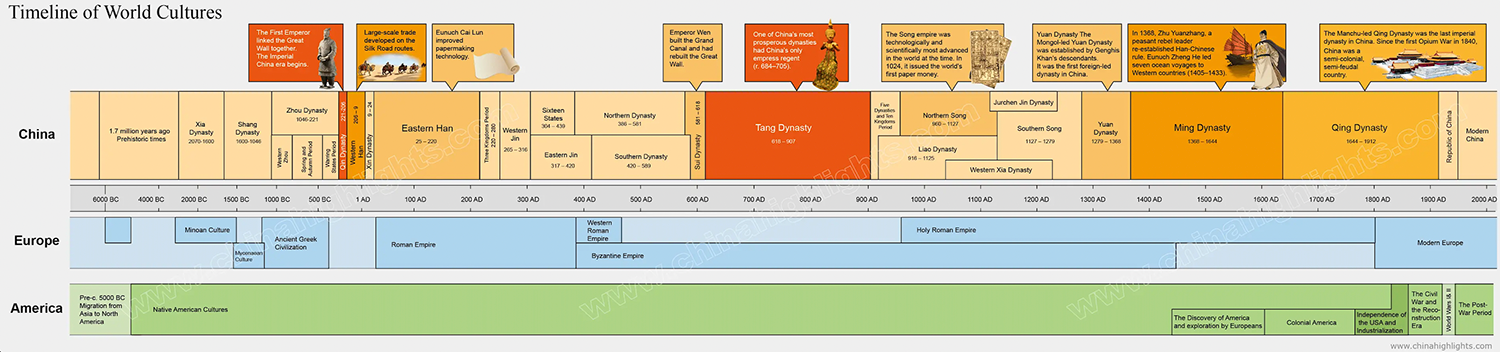 Timeline of World Cultures
The First Emperor
linked the Great
Wall together.
The Imperial
China era begins.
Large-scale trade
developed on the
Silk Road routes.
Eunuch Cai Lun
improved
papermaking
technology.
Emperor Wen
built the Grand
Canal and had
rebuilt the Great
Wall.
One of China's most
prosperous dynasties
had China's only
empress regent
(r. 684–705).
The Song empire was
technologically and
scientifically most advanced
in the world at the time. In
1024, it issued the world's
first paper money.
Yuan Dynasty The
Mongol-led Yuan Dynasty
was established by Genghis
Khan's descendants.
It was the first foreign-led
dynasty in China.
In 1368, Zhu Yuanzhang, a
peasant rebel leader
re-established Han-Chinese
rule. Eunuch Zheng He led
seven ocean voyages to
Western countries (1405–1433).
The Manchu-led Qing Dynasty was the last imperial
dynasty in China. Since the first Opium War in 1840,
China was a
semi-colonial,
semi-feudal
country.
China
1.7 million years ago
Prehistoric times
Xia
Dynasty
2070-1600
Shang
Dynasty
1600-1046
Zhou Dynasty
1046-221
Western
Zhou
Spring and
Autumn Period
Warring
States Period
Qin Dynasty
221-206
Western
Han
206 – 9
Xin Dynasty
9 – 24
Eastern Han
25 – 220
Three Kingdoms Period
220 – 280
Western
Jin
265 – 316
Sixteen
States
304 – 439
Eastern Jin
317 – 420
Northern Dynasty
386 – 581
Southern Dynasty
420 – 589
Sui Dynasty
581 – 618
Tang Dynasty
618 – 907
Five
Dynasties
and Ten
Kingdoms
Period
Northern Song
960 – 1127
Liao Dynasty
916 – 1125
Jurchen Jin Dynasty
Southern Song
1127 – 1279
Western Xia Dynasty
Yuan
Dynasty
1279 – 1368
Ming Dynasty
1368 – 1644
Qing Dynasty
1644 – 1912
Republic of China
Modern
China
6000 BC
4000 BC
2000 BC
1500 BC
1000 BC
500 BC
1 AD
100 AD
200 AD
300 AD
400 AD
500 AD
600 AD
700 AD
800 AD
900 AD
1000 AD
1100 AD
1200 AD
1300 AD
1400 AD
1500 AD
1600 AD
1700 AD
1800 AD
1900 AD
2000 AD
Europe
Minoan Culture
Mycenaean
Culture
Ancient Greek
Civilization
Roman Empire
Western
Roman
Empire
Byzantine Empire
Holy Roman Empire
Modern Europe
America
Pre-c. 5000 BC
Migration from
Asia to North
America
Native American Cultures
The Discovery of America
and exploration by Europeans
Colonial America
Independence of
the USA and
Industrialization
The Civil
War and
the Reco-
nstruction
Era
World Wars I& II
The Post-
War Period
www.chinahighlights.com
www.chinahighlights.com
www.chinahighlights.com
www.chinahighlights.com